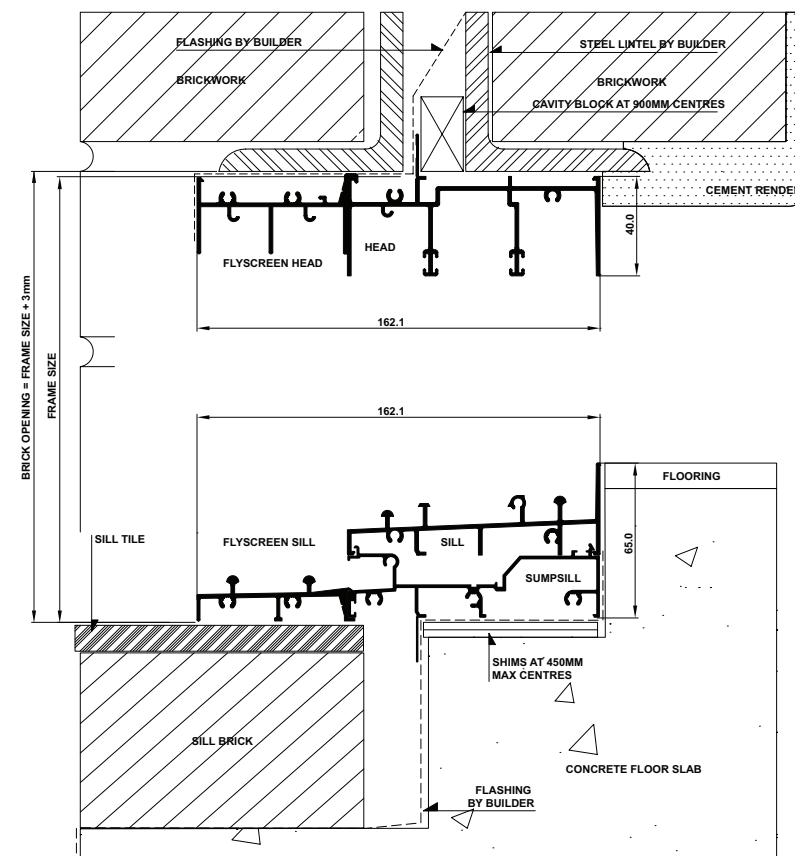 FLASHING BY BUILDER
STEEL LINTEL BY BUILDER
BRICKWORK
BRICKWORK
CAVITY BLOCK AT 900MM CENTRES
CEMENT RENDER
40.0
HEAD
FLYSCREEN HEAD
162.1
BRICK OPENING = FRAME SIZE + 3mm
FRAME SIZE
162.1
FLOORING
SILL TILE
FLYSCREEN SILL
SILL
65.0
SUMPSILL
SHIMS AT 450MM
MAX CENTRES
SILL BRICK
CONCRETE FLOOR SLAB
FLASHING
BY BUILDER